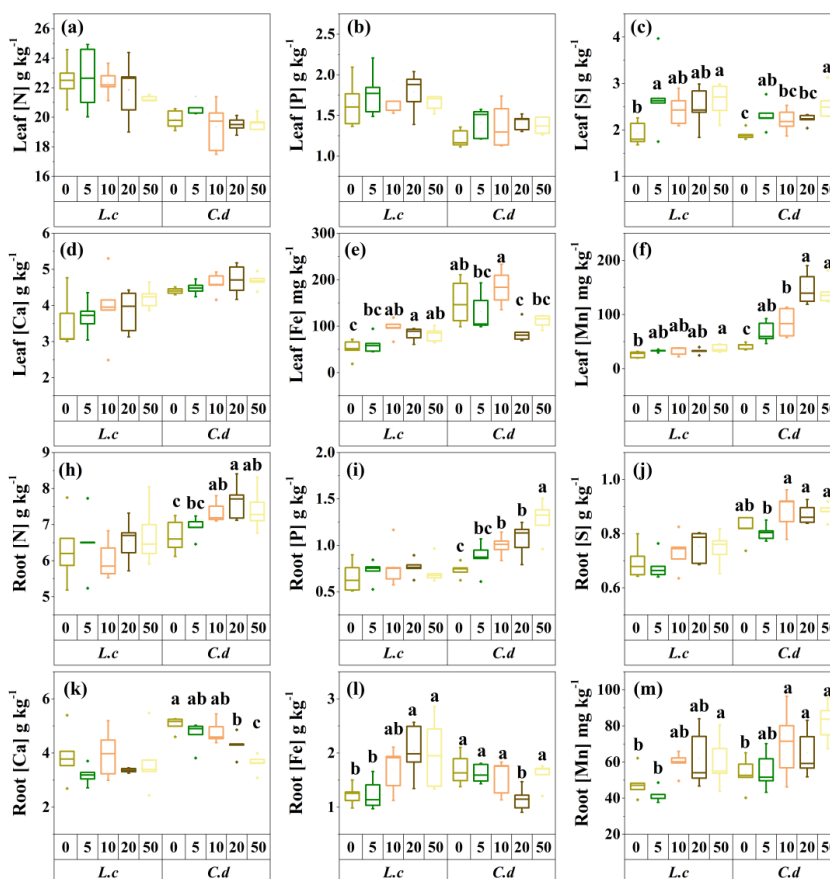 (a)
Leaf [N] g kg⁻¹
26
24
22
20
18
16
0 5 10 20 50 0 5 10 20 50
L.c C.d
(b)
Leaf [P] g kg⁻¹
2.5
2.0
1.5
1.0
0 5 10 20 50 0 5 10 20 50
L.c C.d
(c)
Leaf [S] g kg⁻¹
4
3
2
1
b a ab ab a c ab bc bc a
0 5 10 20 50 0 5 10 20 50
L.c C.d
(d)
Leaf [Ca] g kg⁻¹
6
5
4
3
2
0 5 10 20 50 0 5 10 20 50
L.c C.d
(e)
Leaf [Fe] mg kg⁻¹
300
200
100
0
c bc ab a ab ab bc a c bc
0 5 10 20 50 0 5 10 20 50
L.c C.d
(f)
Leaf [Mn] mg kg⁻¹
200
100
0
b ab ab ab a c ab b a a
0 5 10 20 50 0 5 10 20 50
L.c C.d
(h)
Root [N] g kg⁻¹
9
8
7
6
5
c bc ab a ab
0 5 10 20 50 0 5 10 20 50
L.c C.d
(i)
Root [P] g kg⁻¹
2.0
1.5
1.0
0.5
c bc b b a
0 5 10 20 50 0 5 10 20 50
L.c C.d
(j)
Root [S] g kg⁻¹
1.0
0.8
0.6
ab b a a a
0 5 10 20 50 0 5 10 20 50
L.c C.d
(k)
Root [Ca] g kg⁻¹
6
4
2
a ab ab b c
0 5 10 20 50 0 5 10 20 50
L.c C.d
(l)
Root [Fe] g kg⁻¹
3
2
1
b b ab a a a a a b a
0 5 10 20 50 0 5 10 20 50
L.c C.d
(m)
Root [Mn] mg kg⁻¹
100
80
60
40
20
b b ab ab a b b a ab a
0 5 10 20 50 0 5 10 20 50
L.c C.d